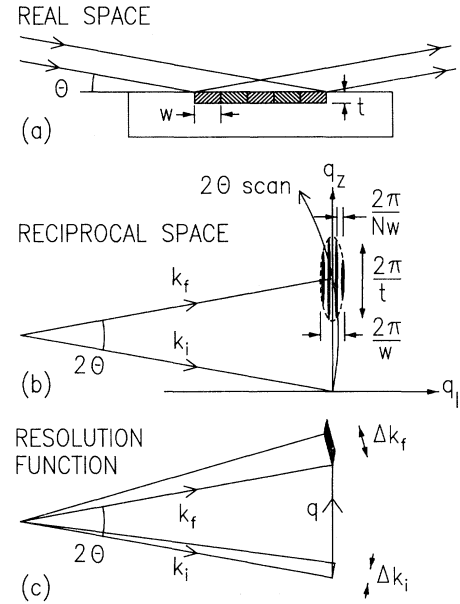 REAL SPACE
Θ
w
t
(a)
q_z
2Θ scan
2π
Nw
RECIPROCAL SPACE
k_f
2π
t
2Θ
k_i
2π
w
(b)
RESOLUTION
FUNCTION
Δk_f
k_f
q
2Θ
k_i
Δk_i
(c)